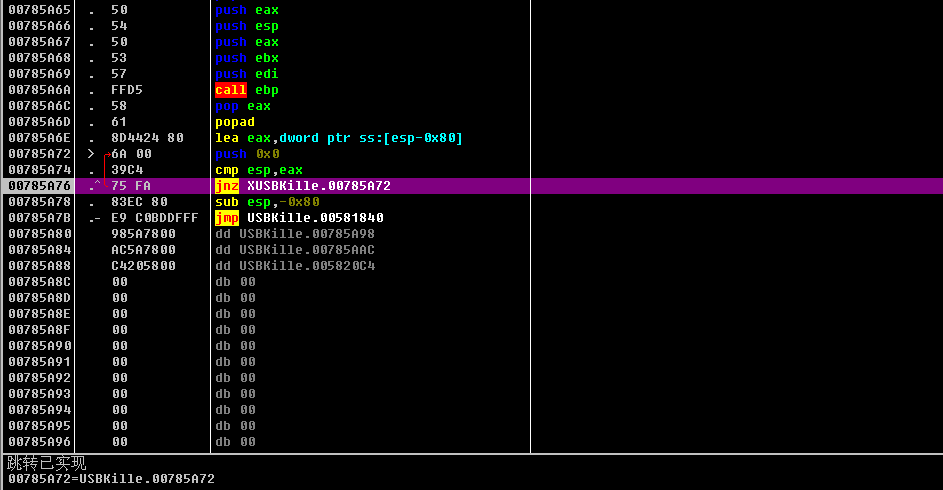 00785A65 . 50 push eax
00785A66 . 54 push esp
00785A67 . 50 push eax
00785A68 . 53 push ebx
00785A69 . 57 push edi
00785A6A . FFD5 call ebp
00785A6C . 58 pop eax
00785A6D . 61 popad
00785A6E . 8D4424 80 lea eax,dword ptr ss:[esp-0x80]
00785A72 > 6A 00 push 0x0
00785A74 . 39C4 cmp esp,eax
00785A76 .^ 75 FA jnz XUSBKille.00785A72
00785A78 . 83EC 80 sub esp,-0x80
00785A7B .- E9 C0BDDFFF jmp USBKille.00581840
00785A80 985A7800 dd USBKille.00785A98
00785A84 AC5A7800 dd USBKille.00785AAC
00785A88 C4205800 dd USBKille.005820C4
00785A8C 00 db 00
00785A8D 00 db 00
00785A8E 00 db 00
00785A8F 00 db 00
00785A90 00 db 00
00785A91 00 db 00
00785A92 00 db 00
00785A93 00 db 00
00785A94 00 db 00
00785A95 00 db 00
00785A96 00 db 00
跳转已实现
00785A72=USBKille.00785A72